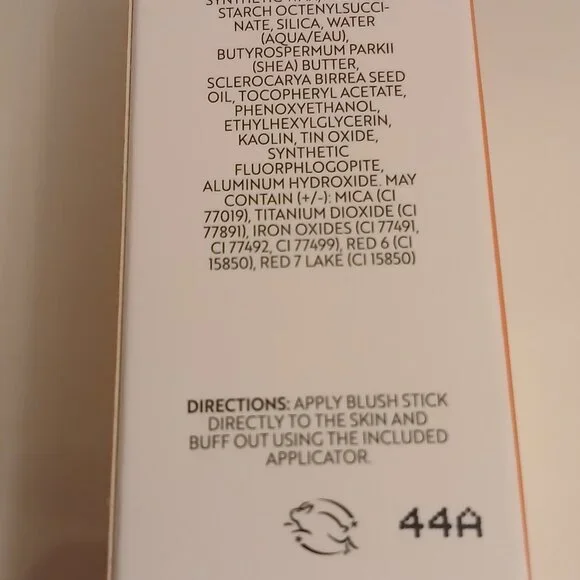 SYNTHETIC WAX,
STARCH OCTENYLSUCCI-
NATE, SILICA, WATER
(AQUA/EAU),
BUTYROSPERMUM PARKII
(SHEA) BUTTER,
SCLEROCARYA BIRREA SEED
OIL, TOCOPHERYL ACETATE,
PHENOXYETHANOL,
ETHYLHEXYLGLYCERIN,
KAOLIN, TIN OXIDE,
SYNTHETIC
FLUORPHLOGOPITE,
ALUMINUM HYDROXIDE. MAY
CONTAIN (+/-): MICA (CI
77019), TITANIUM DIOXIDE (CI
77891), IRON OXIDES (CI 77491,
CI 77492, CI 77499), RED 6 (CI
15850), RED 7 LAKE (CI 15850)
DIRECTIONS: APPLY BLUSH STICK
DIRECTLY TO THE SKIN AND
BUFF OUT USING THE INCLUDED
APPLICATOR.
44A